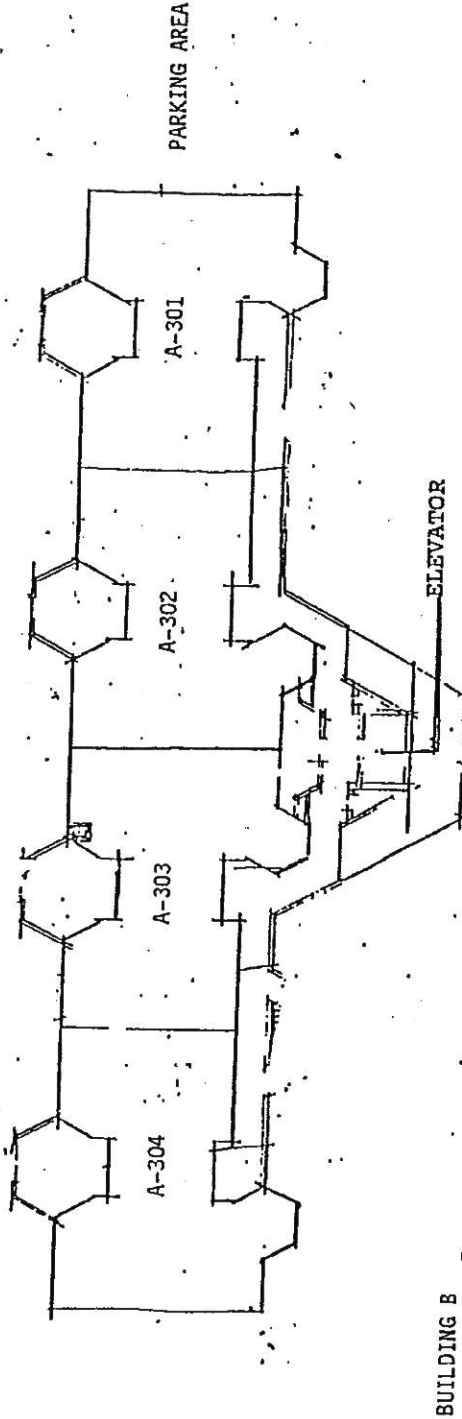 PARKING AREA
A-301
A-302
A-303
A-304
ELEVATOR
BUILDING B